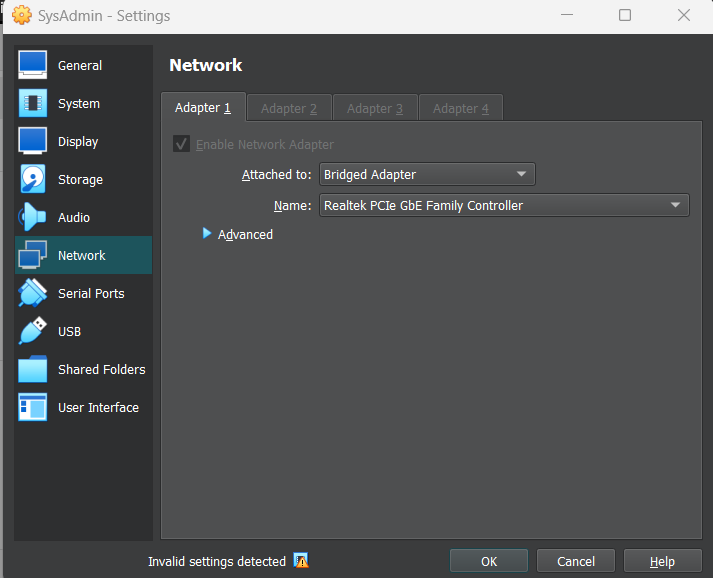 SysAdmin - Settings
General
System
Display
Storage
Audio
Network
Serial Ports
USB
Shared Folders
User Interface
Network
Adapter 1 Adapter 2 Adapter 3 Adapter 4
Enable Network Adapter
Attached to: Bridged Adapter
Name: Realtek PCIe GbE Family Controller
Advanced
Invalid settings detected OK Cancel Help